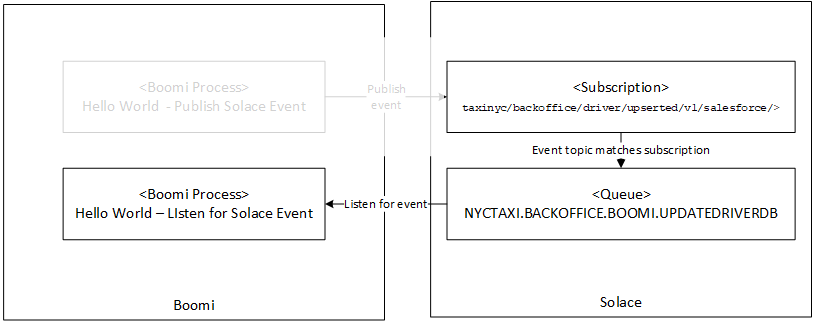 <Boomi Process>
Hello World  - Publish Solace Event
Publish
event
<Subscription>
taxinyc/backoffice/driver/upserted/v1/salesforce/>
Event topic matches subscription
<Boomi Process>
Hello World – LIsten for Solace Event
Listen for event
<Queue>
NYCTAXI.BACKOFFICE.BOOMI.UPDATEDRIVERDB
Boomi
Solace